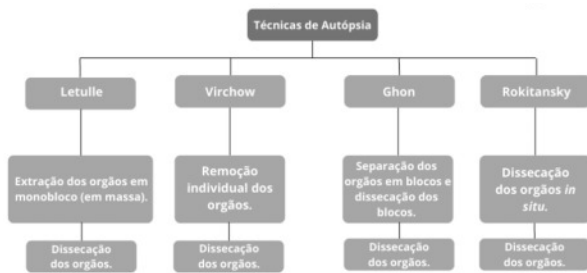 Técnicas de Autópsia
Letulle
Virchow
Ghon
Rokitansky
Extração dos orgãos em
monobloco (em massa).
Remoção
individual dos
orgãos.
Separação dos
orgãos em blocos e
dissecação dos
blocos.
Dissecação
dos orgãos in
situ.
Dissecação
dos orgãos.
Dissecação
dos orgãos.
Dissecação
dos orgãos.
Dissecação
dos orgãos.